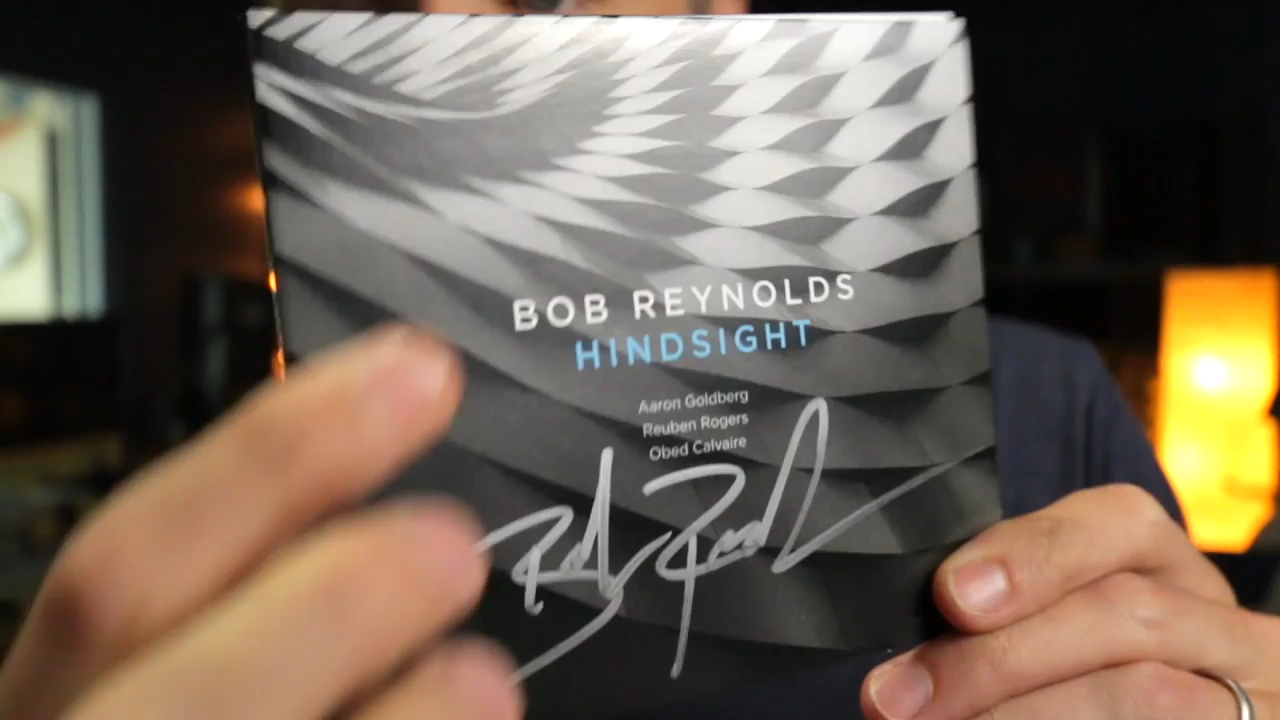 BOB REYNOLDS
HINDSIGHT
Aaron Goldberg
Reuben Rogers
Obed Calvaire